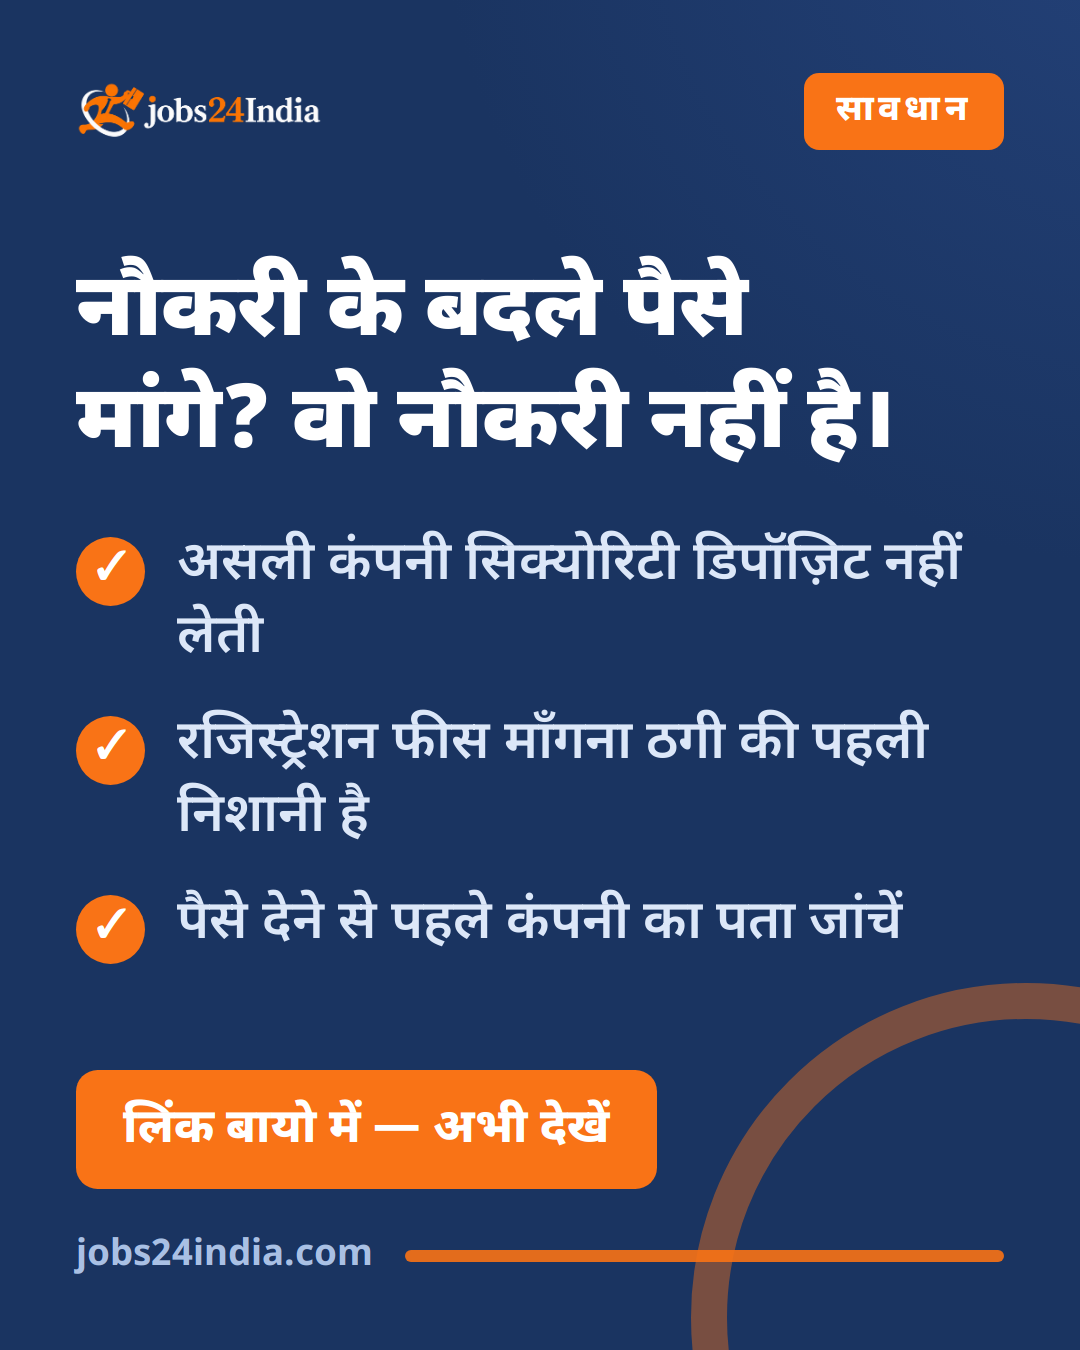 jobs24India
सावधान
नौकरी के बदले पैसे
मांगे? वो नौकरी नहीं है।
✓ असली कंपनी सिक्योरिटी डिपॉज़िट नहीं
लेती
✓ रजिस्ट्रेशन फीस माँगना ठगी की पहली
निशानी है
✓ पैसे देने से पहले कंपनी का पता जांचें
लिंक बायो में — अभी देखें
jobs24india.com